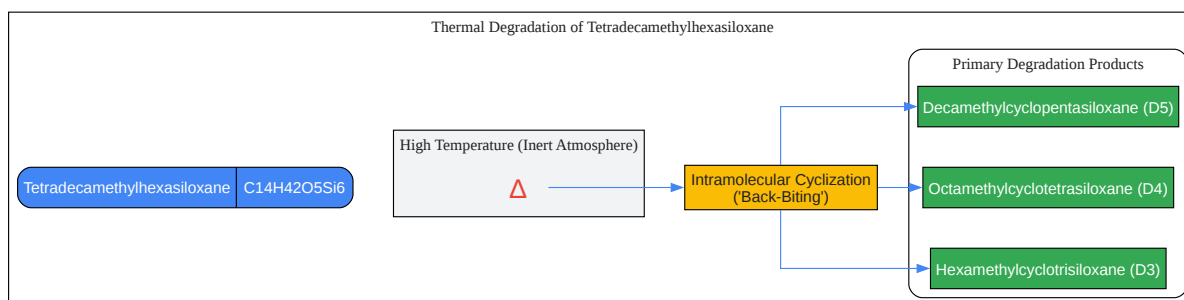 Thermal Degradation of Tetradecamethylhexasiloxane
Primary Degradation Products
Decamethylcyclopentasiloxane (D5)
High Temperature (Inert Atmosphere)
Tetradecamethylhexasiloxane C14H42O5Si6
Δ
Intramolecular Cyclization
('Back-Biting')
Octamethylcyclotetrasiloxane (D4)
Hexamethylcyclotrisiloxane (D3)